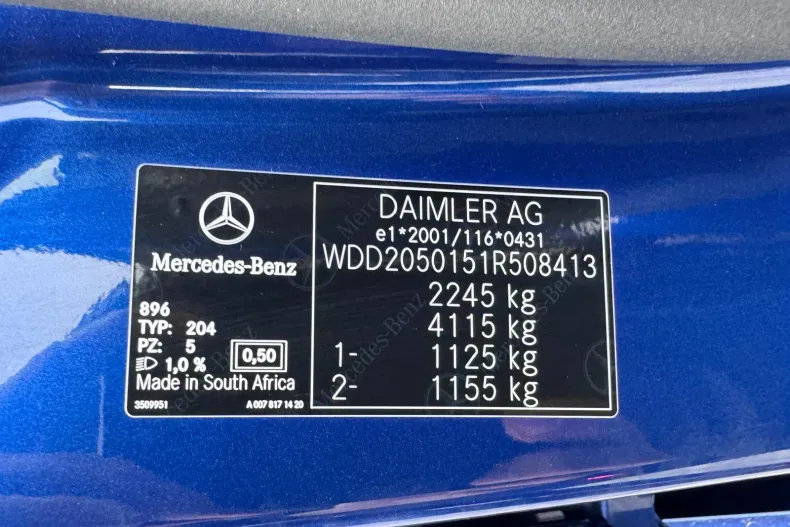 Mercedes-Benz
896
TYP: 204
PZ: 5
1,0 %
0,50
Made in South Africa
3509951
A 007 817 14 20
DAIMLER AG
e1*2001/116*0431
WDD2050151R508413
2245 kg
4115 kg
1- 1125 kg
2- 1155 kg